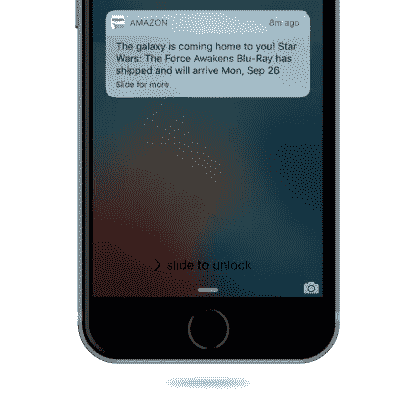 AMAZON 8m ago
The galaxy is coming home to you! Star
Wars: The Force Awakens Blu-Ray has
shipped and will arrive Mon, Sep 26
Slide for more
slide to unlock